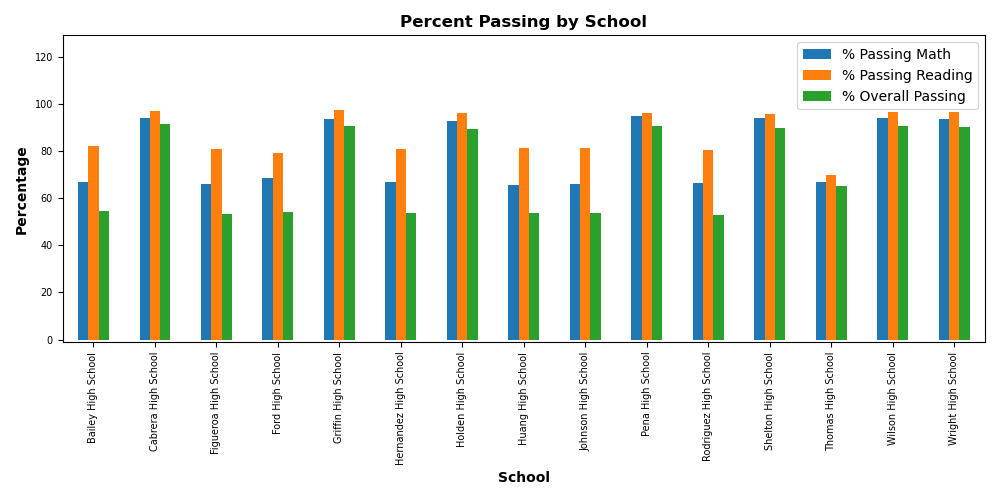 Percent Passing by School
% Passing Math
% Passing Reading
% Overall Passing
Percentage
120
100
80
60
40
20
0
Bailey High School
Cabrera High School
Figueroa High School
Ford High School
Griffin High School
Hernandez High School
Holden High School
Huang High School
Johnson High School
Pena High School
Rodriguez High School
Shelton High School
Thomas High School
Wilson High School
Wright High School
School